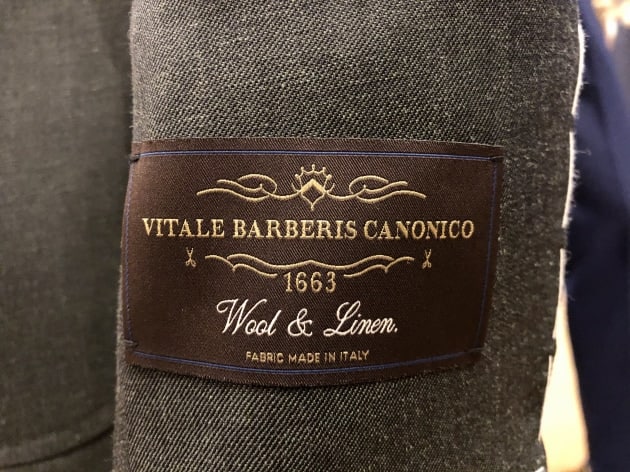 VITALE BARBERIS CANONICO
1663
Wool & Linen.
FABRIC MADE IN ITALY